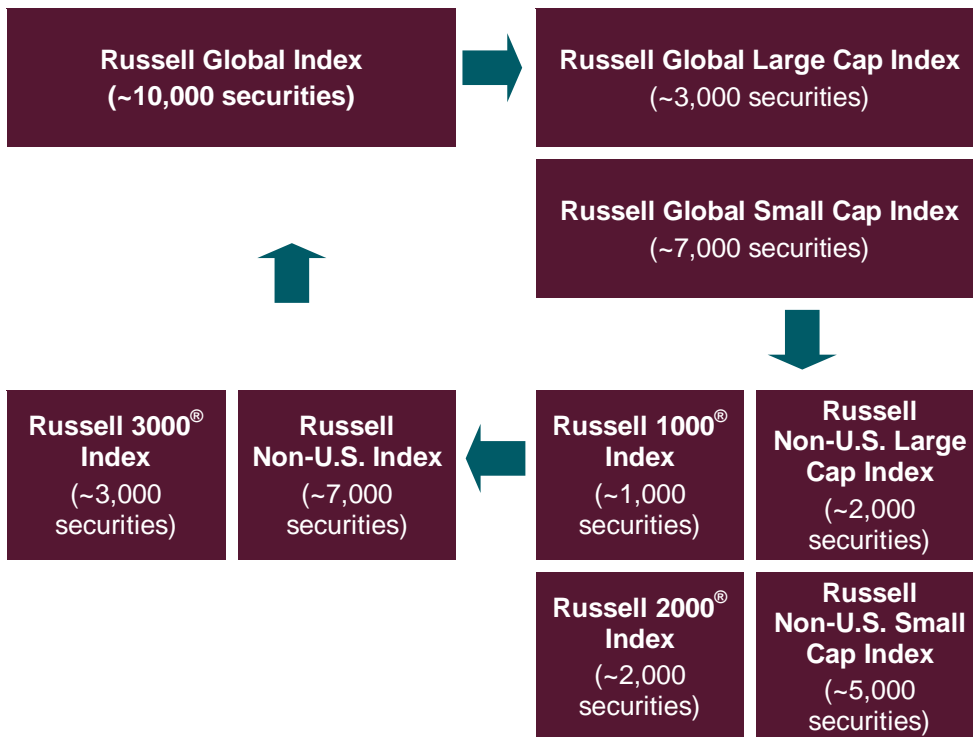 Russell Global Index
(~10,000 securities)
Russell Global Large Cap Index
(~3,000 securities)
Russell Global Small Cap Index
(~7,000 securities)
Russell 3000®
Index
(~3,000
securities)
Russell
Non-U.S. Index
(~7,000
securities)
Russell 1000®
Index
(~1,000
securities)
Russell
Non-U.S. Large
Cap Index
(~2,000
securities)
Russell 2000®
Index
(~2,000
securities)
Russell
Non-U.S. Small
Cap Index
(~5,000
securities)